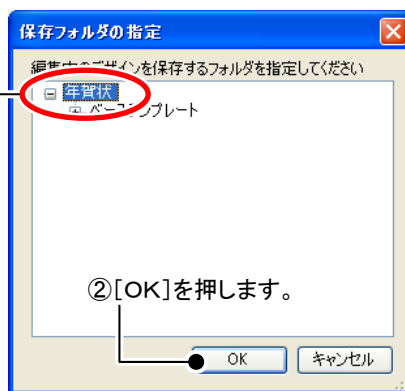 保存フォルダの指定
編集中のデザインを保存するフォルダを指定してください
年賀状
ベーステンプレート
②[OK]を押します。
OK
キャンセル